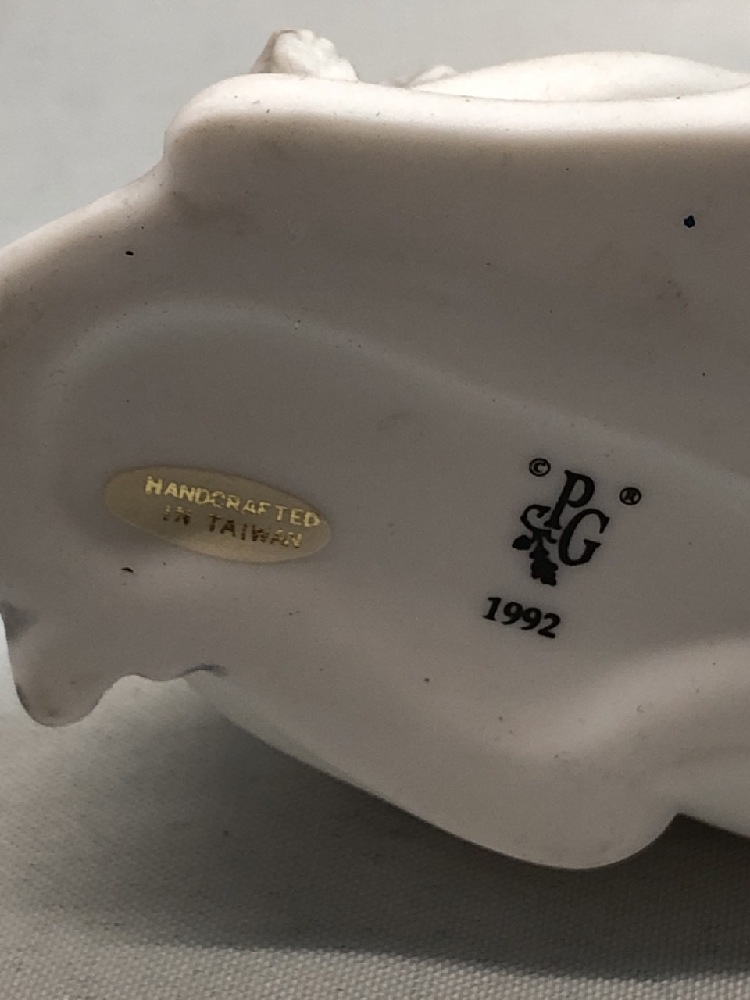 HANDCRAFTED
IN TAIWAN
© PG ®
1992